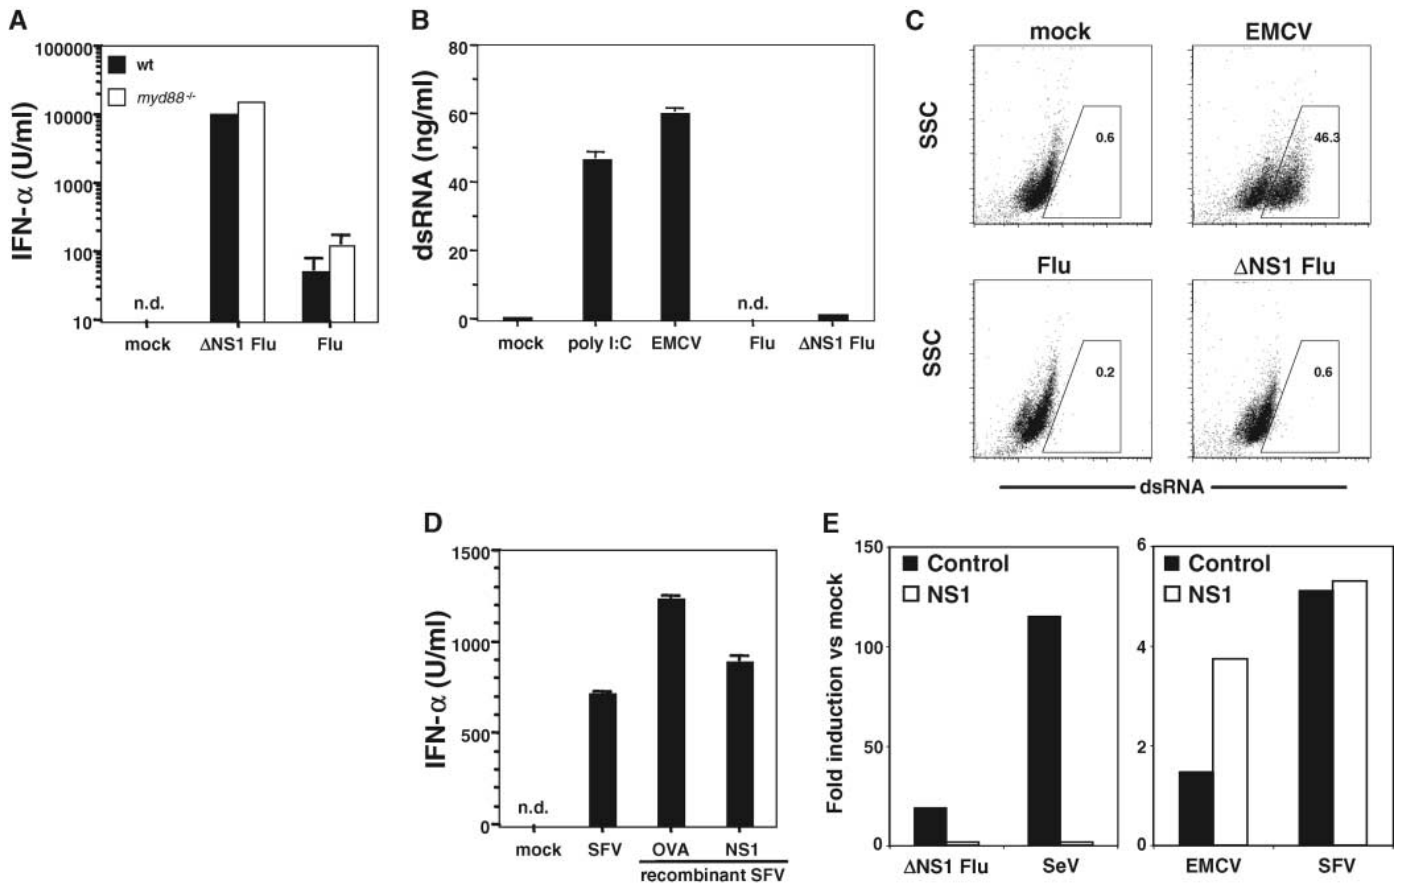 A
IFN-α (U/ml)
100000
10000
1000
100
10
wt
myd88-/-
n.d.
mock
ΔNS1 Flu
Flu
B
dsRNA (ng/ml)
80
60
40
20
0
n.d.
mock
poly I:C
EMCV
Flu
ΔNS1 Flu
C
mock
EMCV
SSC
0.6
46.3
Flu
ΔNS1 Flu
SSC
0.2
0.6
dsRNA
D
IFN-α (U/ml)
1500
1000
500
0
n.d.
mock
SFV
OVA
NS1
recombinant SFV
E
Fold induction vs mock
150
100
50
0
Control
NS1
ΔNS1 Flu
SeV
6
4
2
0
Control
NS1
EMCV
SFV